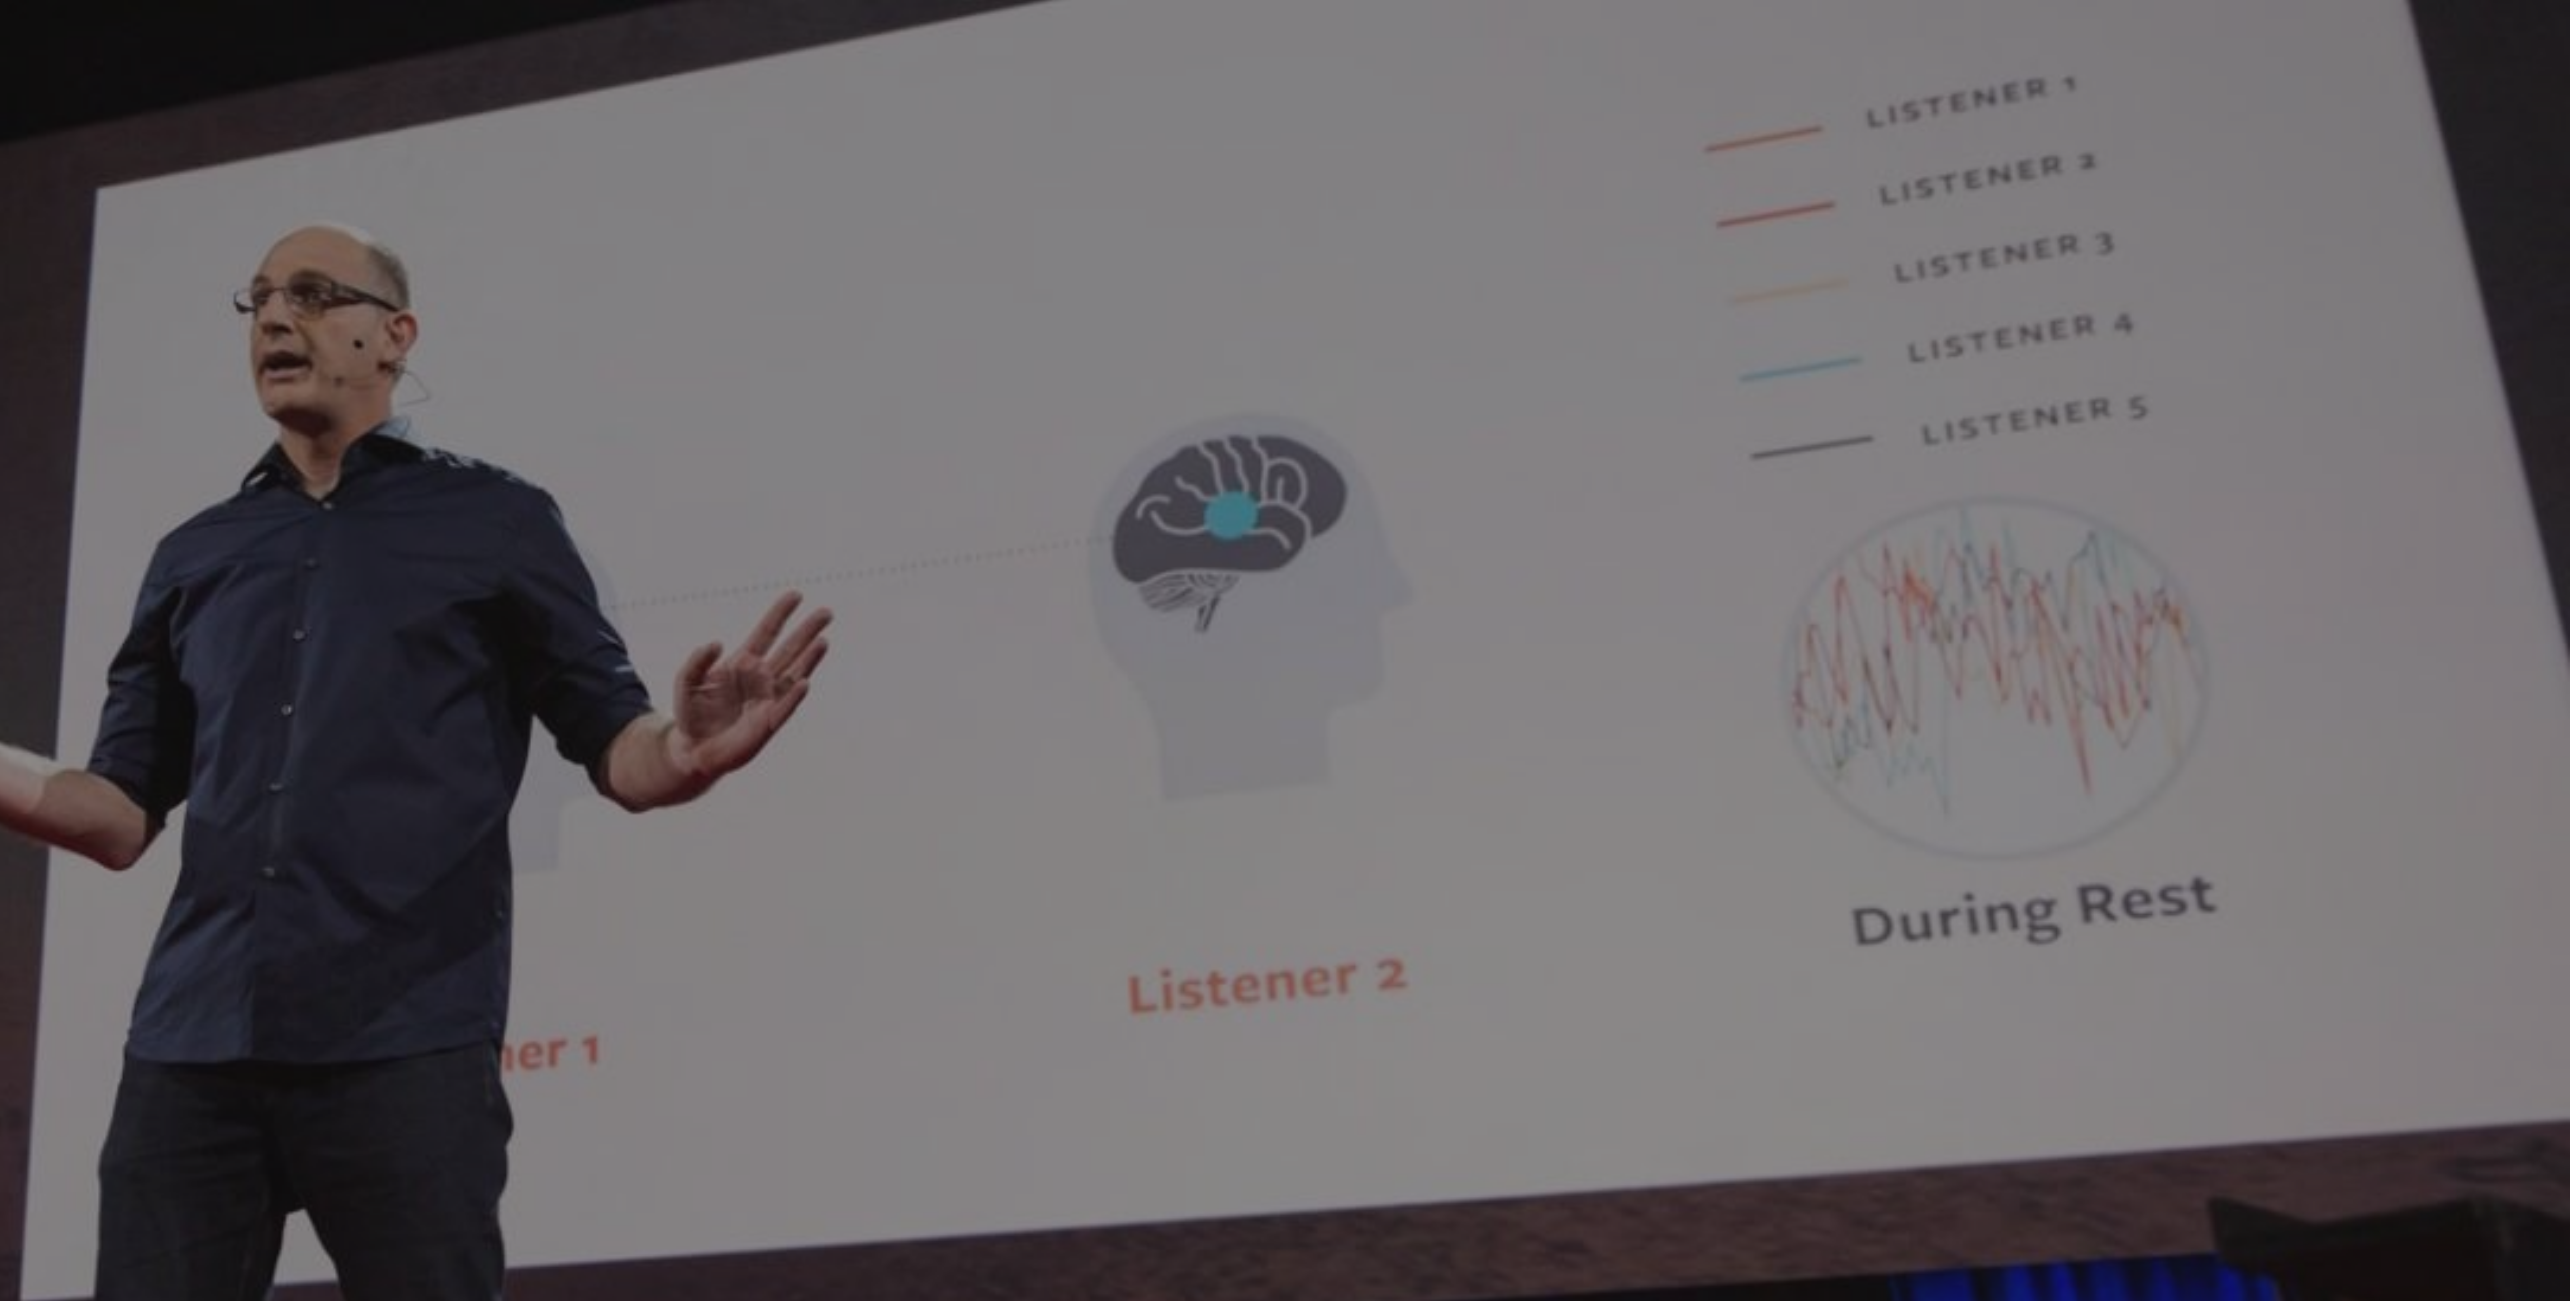 LISTENER 1
LISTENER 2
LISTENER 3
LISTENER 4
LISTENER 5
During Rest
Listener 2
ner 1